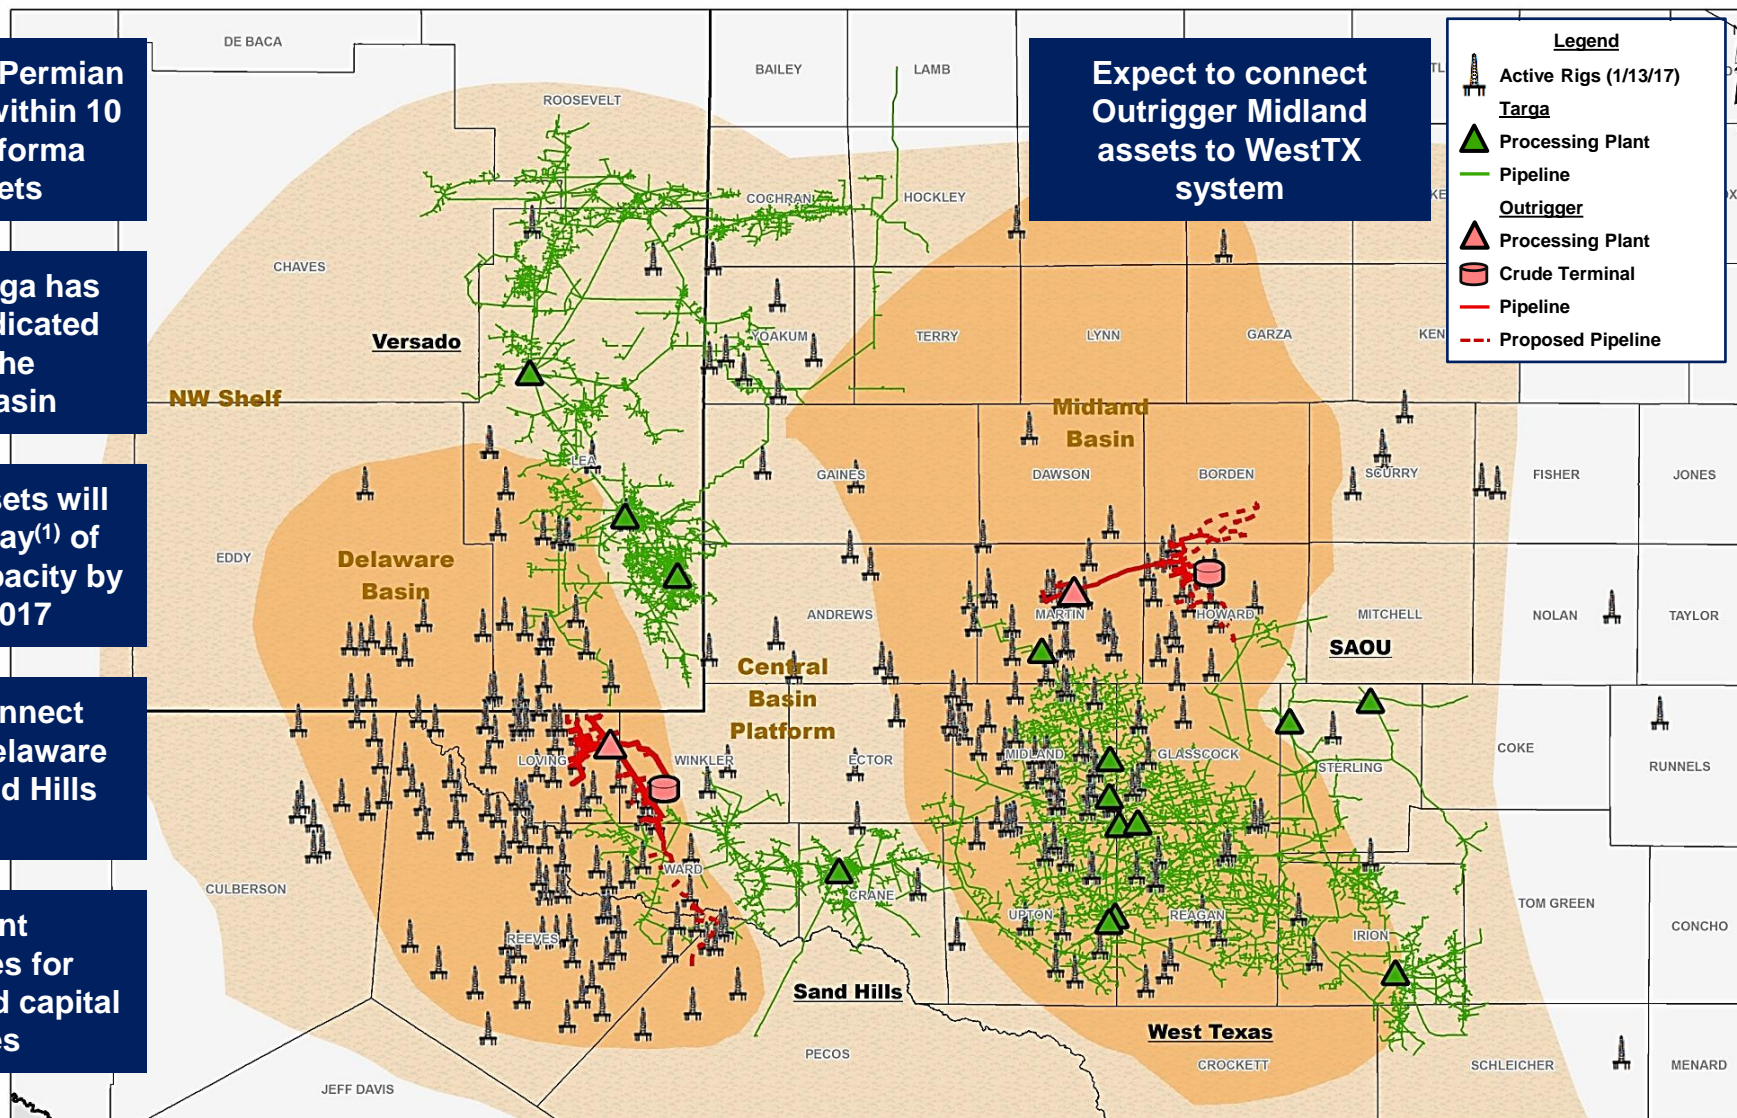 Permian
within 10
forma
ets
ga has
dicated
he
asin
sets will
ay(1) of
pacity by
017
nnect
elaware
d Hills
nt
es for
d capital
es
Expect to connect
Outrigger Midland
assets to WestTX
system
Legend
Active Rigs (1/13/17)
Targa
Processing Plant
Pipeline
Outrigger
Processing Plant
Crude Terminal
Pipeline
Proposed Pipeline
DE BACA
BAILEY
LAMB
ROOSEVELT
COCHRAN
HOCKLEY
CHAVES
Versado
YOAKUM
TERRY
LYNN
GARZA
KEN
NW Shelf
Midland
Basin
LEA
GAINES
DAWSON
BORDEN
SCURRY
FISHER
JONES
EDDY
Delaware
Basin
ANDREWS
MARTIN
HOWARD
MITCHELL
NOLAN
TAYLOR
SAOU
Central
Basin
Platform
LOVING
WINKLER
ECTOR
MIDLAND
GLASSCOCK
STERLING
COKE
RUNNELS
CULBERSON
WARD
CRANE
UPTON
REAGAN
IRION
TOM GREEN
CONCHO
REEVES
Sand Hills
West Texas
PECOS
CROCKETT
SCHLEICHER
MENARD
JEFF DAVIS